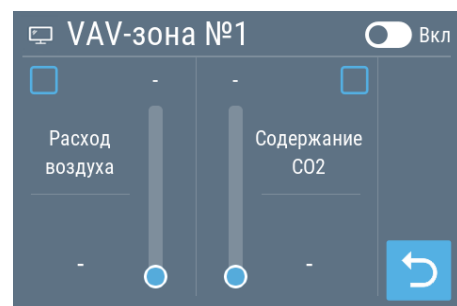 VAV-зона №1
Вкл
-
-
Расход
воздуха
Содержание
CO2
-
-